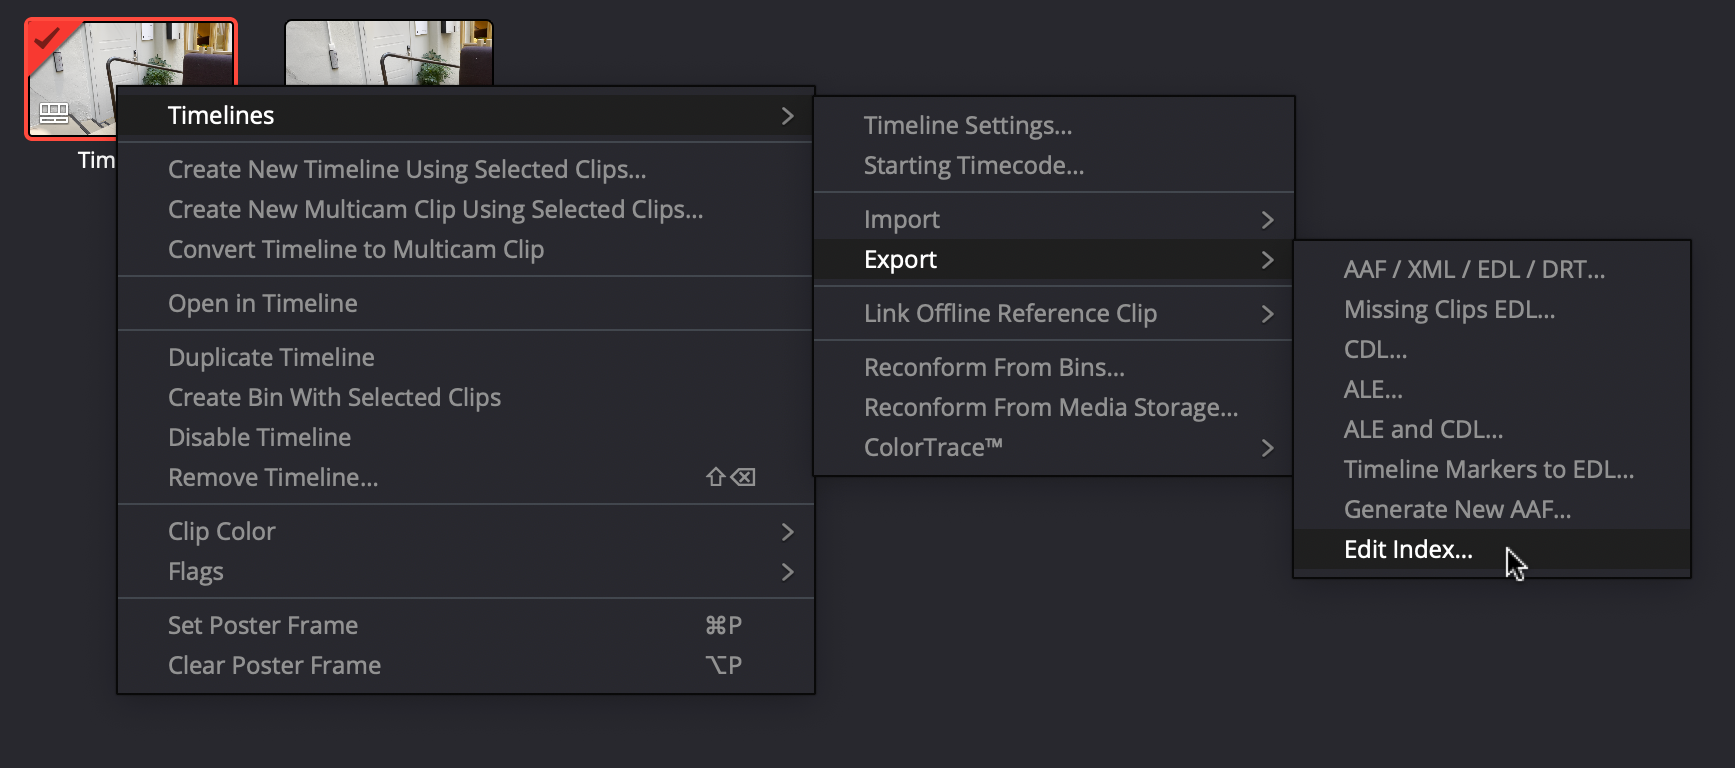 Tim
Timelines
Create New Timeline Using Selected Clips...
Create New Multicam Clip Using Selected Clips...
Convert Timeline to Multicam Clip
Open in Timeline
Duplicate Timeline
Create Bin With Selected Clips
Disable Timeline
Remove Timeline... ⇧⌫
Clip Color
Flags
Set Poster Frame ⌘P
Clear Poster Frame ⌥P
Timeline Settings...
Starting Timecode...
Import
Export
Link Offline Reference Clip
Reconform From Bins...
Reconform From Media Storage...
ColorTrace™
AAF / XML / EDL / DRT...
Missing Clips EDL...
CDL...
ALE...
ALE and CDL...
Timeline Markers to EDL...
Generate New AAF...
Edit Index...